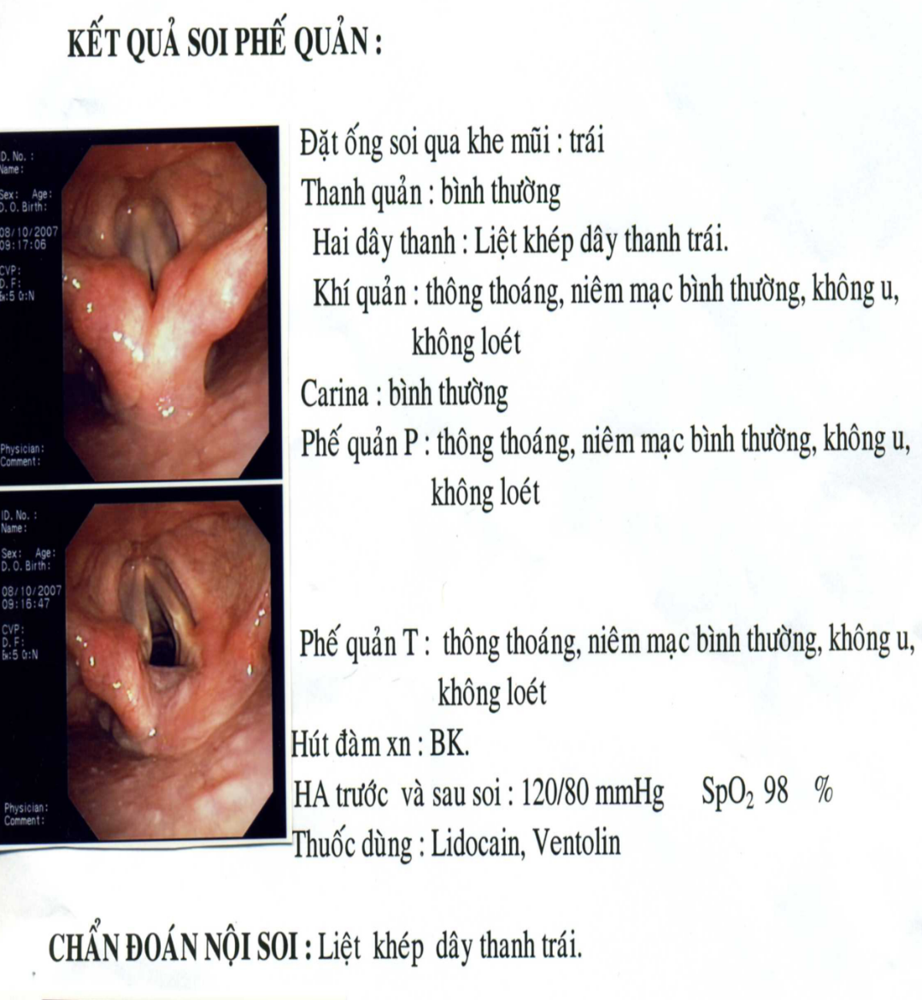 KẾT QUẢ SOI PHẾ QUẢN :
Đặt ống soi qua khe mũi : trái
Thanh quản : bình thường
Hai dây thanh : Liệt khép dây thanh trái.
Khí quản : thông thoáng, niêm mạc bình thường, không u,
không loét
Carina : bình thường
Phế quản P : thông thoáng, niêm mạc bình thường, không u,
không loét
Phế quản T : thông thoáng, niêm mạc bình thường, không u,
không loét
Hút đàm xn : BK.
HA trước và sau soi : 120/80 mmHg SpO₂ 98 %
Thuốc dùng : Lidocain, Ventolin
CHẨN ĐOÁN NỘI SOI : Liệt khép dây thanh trái.
ID. No. :
Name :
Sex: Age:
D. O. Birth:
08/10/2007
09:17:06
CVP:
D. F:
Physician:
Comment:
ID. No. :
Name :
Sex: Age:
D. O. Birth:
08/10/2007
09:16:47
CVP:
D. F:
Physician:
Comment: